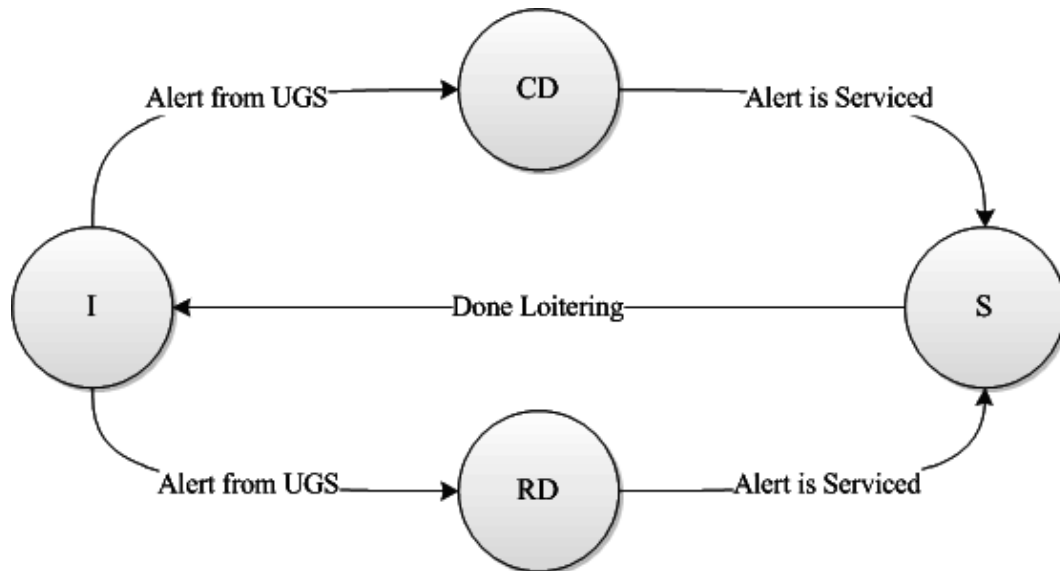 CD
Alert from UGS
Alert is Serviced
I
Done Loitering
S
RD
Alert from UGS
Alert is Serviced